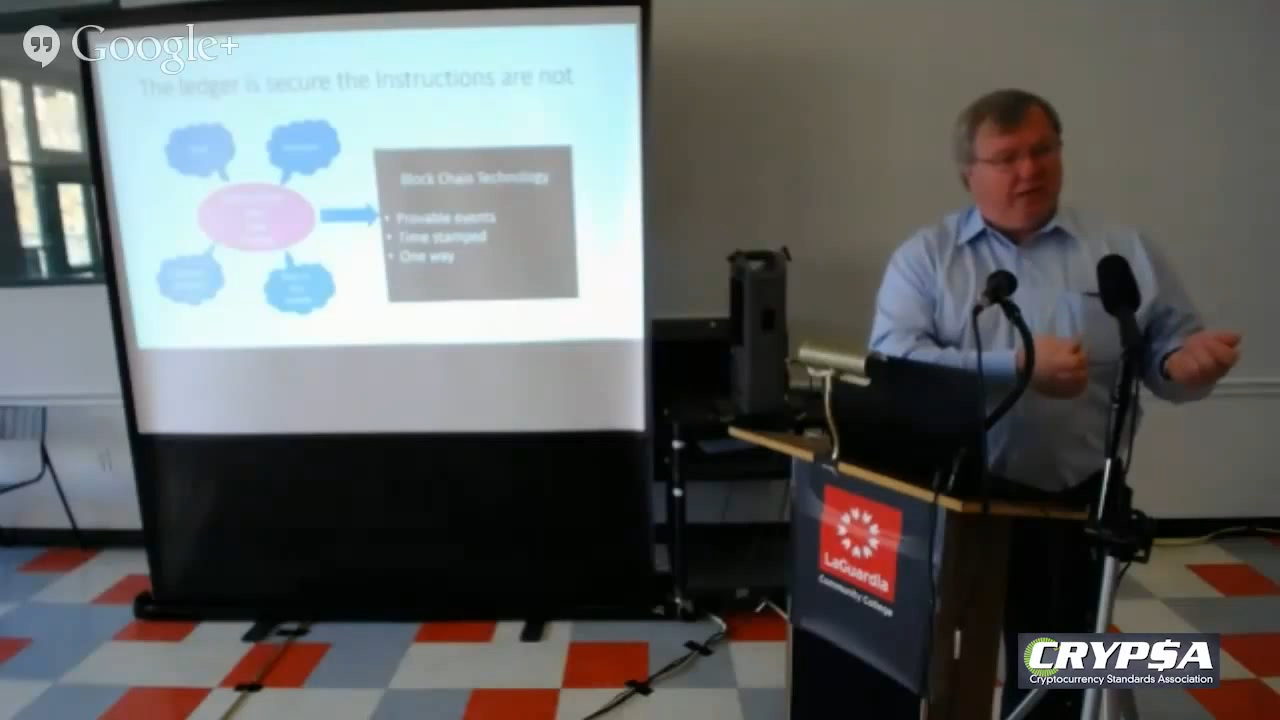 Google+
The ledger is secure the Instructions are not
Block Chain Technology
• Provable events
• Time stamped
• One way
LaGuardia
Community College
CRYP$A
Cryptocurrency Standards Association